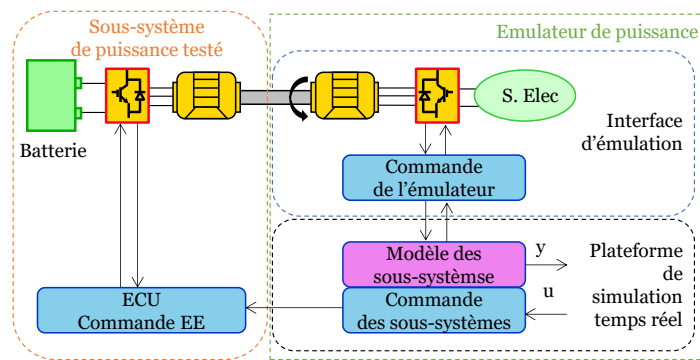 Sous-système
de puissance testé
Emulateur de puissance
S. Elec
Batterie
Interface
d'émulation
Commande
de l'émulateur
Modèle des
sous-systèmse
y
Plateforme
de
simulation
temps réel
u
ECU
Commande EE
Commande
des sous-systèmes